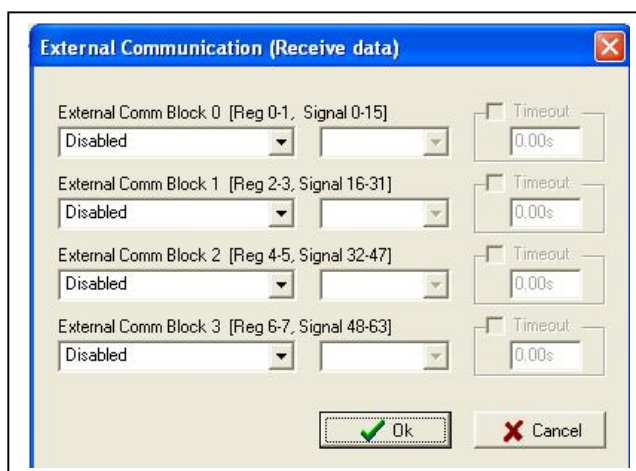 External Communication (Receive data)
External Comm Block 0 [Reg 0-1, Signal 0-15]
Timeout
Disabled
0.00s
External Comm Block 1 [Reg 2-3, Signal 16-31]
Timeout
Disabled
0.00s
External Comm Block 2 [Reg 4-5, Signal 32-47]
Timeout
Disabled
0.00s
External Comm Block 3 [Reg 6-7, Signal 48-63]
Timeout
Disabled
0.00s
Ok
Cancel